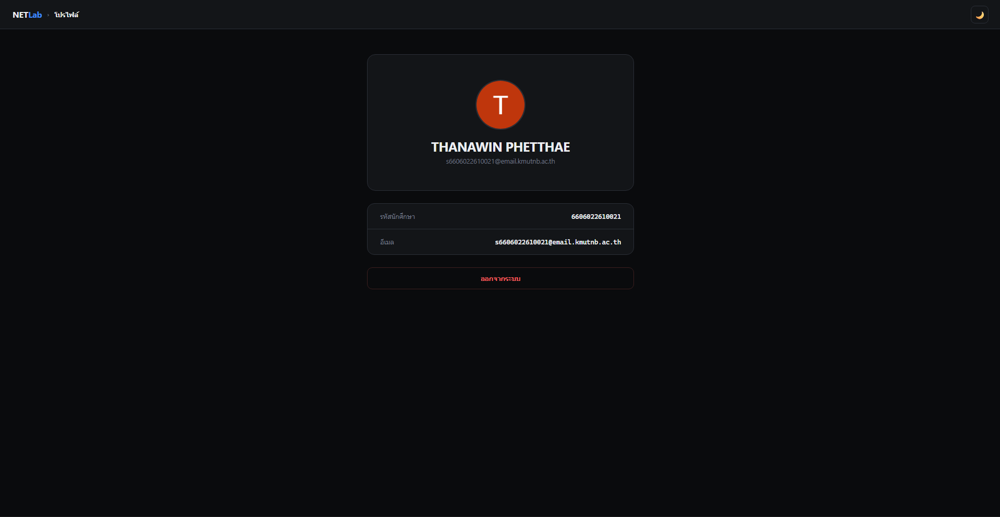 NETLab › โปรไฟล์
T
THANAWIN PHETTHAE
s6606022610021@email.kmutnb.ac.th
รหัสนักศึกษา 6606022610021
อีเมล s6606022610021@email.kmutnb.ac.th
ออกจากระบบ